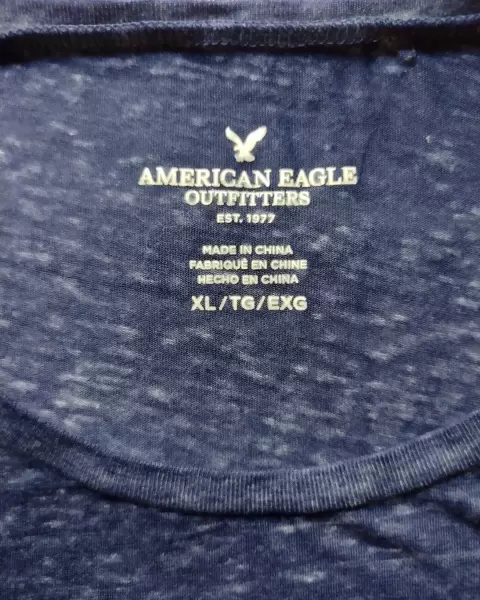 AMERICAN EAGLE
OUTFITTERS
EST. 1977
MADE IN CHINA
FABRIQUÉ EN CHINE
HECHO EN CHINA
XL/TG/EXG